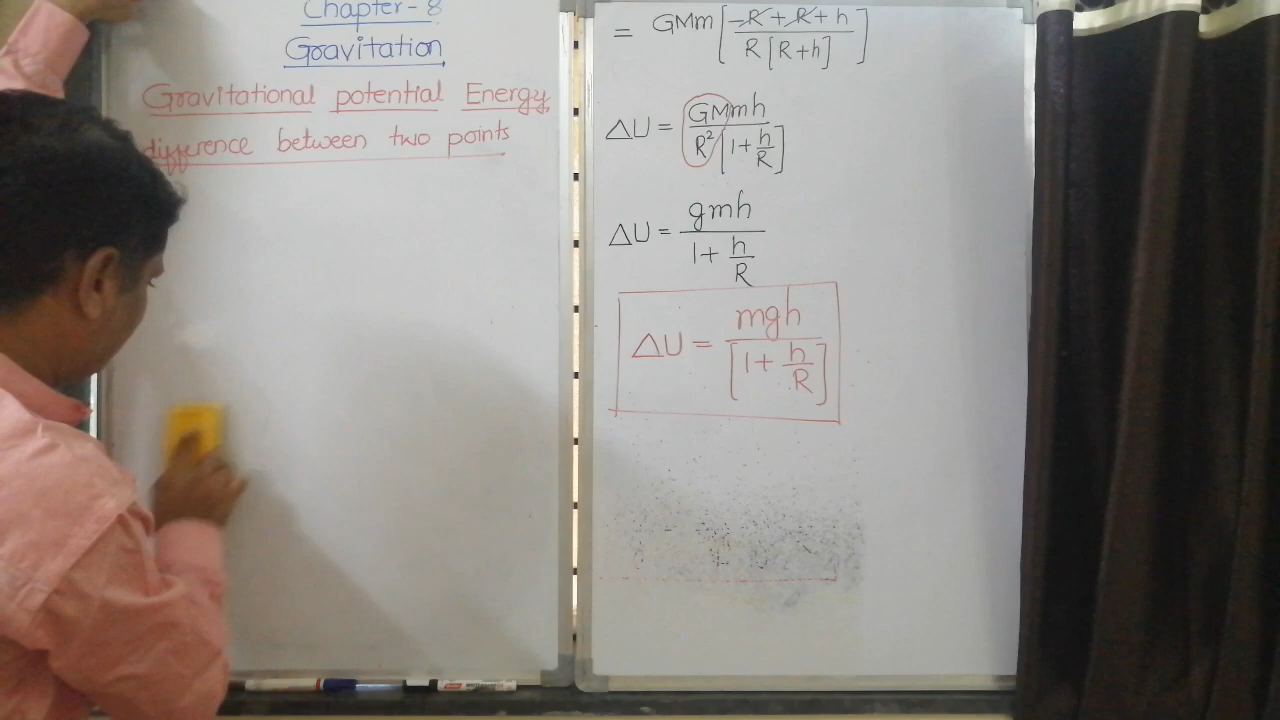 Chapter - 8
Gravitation
Gravitational potential Energy,
difference between two points
= GMm [ -R + R + h / R [R+h] ]
ΔU = GMmh / R² [1 + h/R]
ΔU = gmh / 1 + h/R
ΔU = mgh / [1 + h/R]